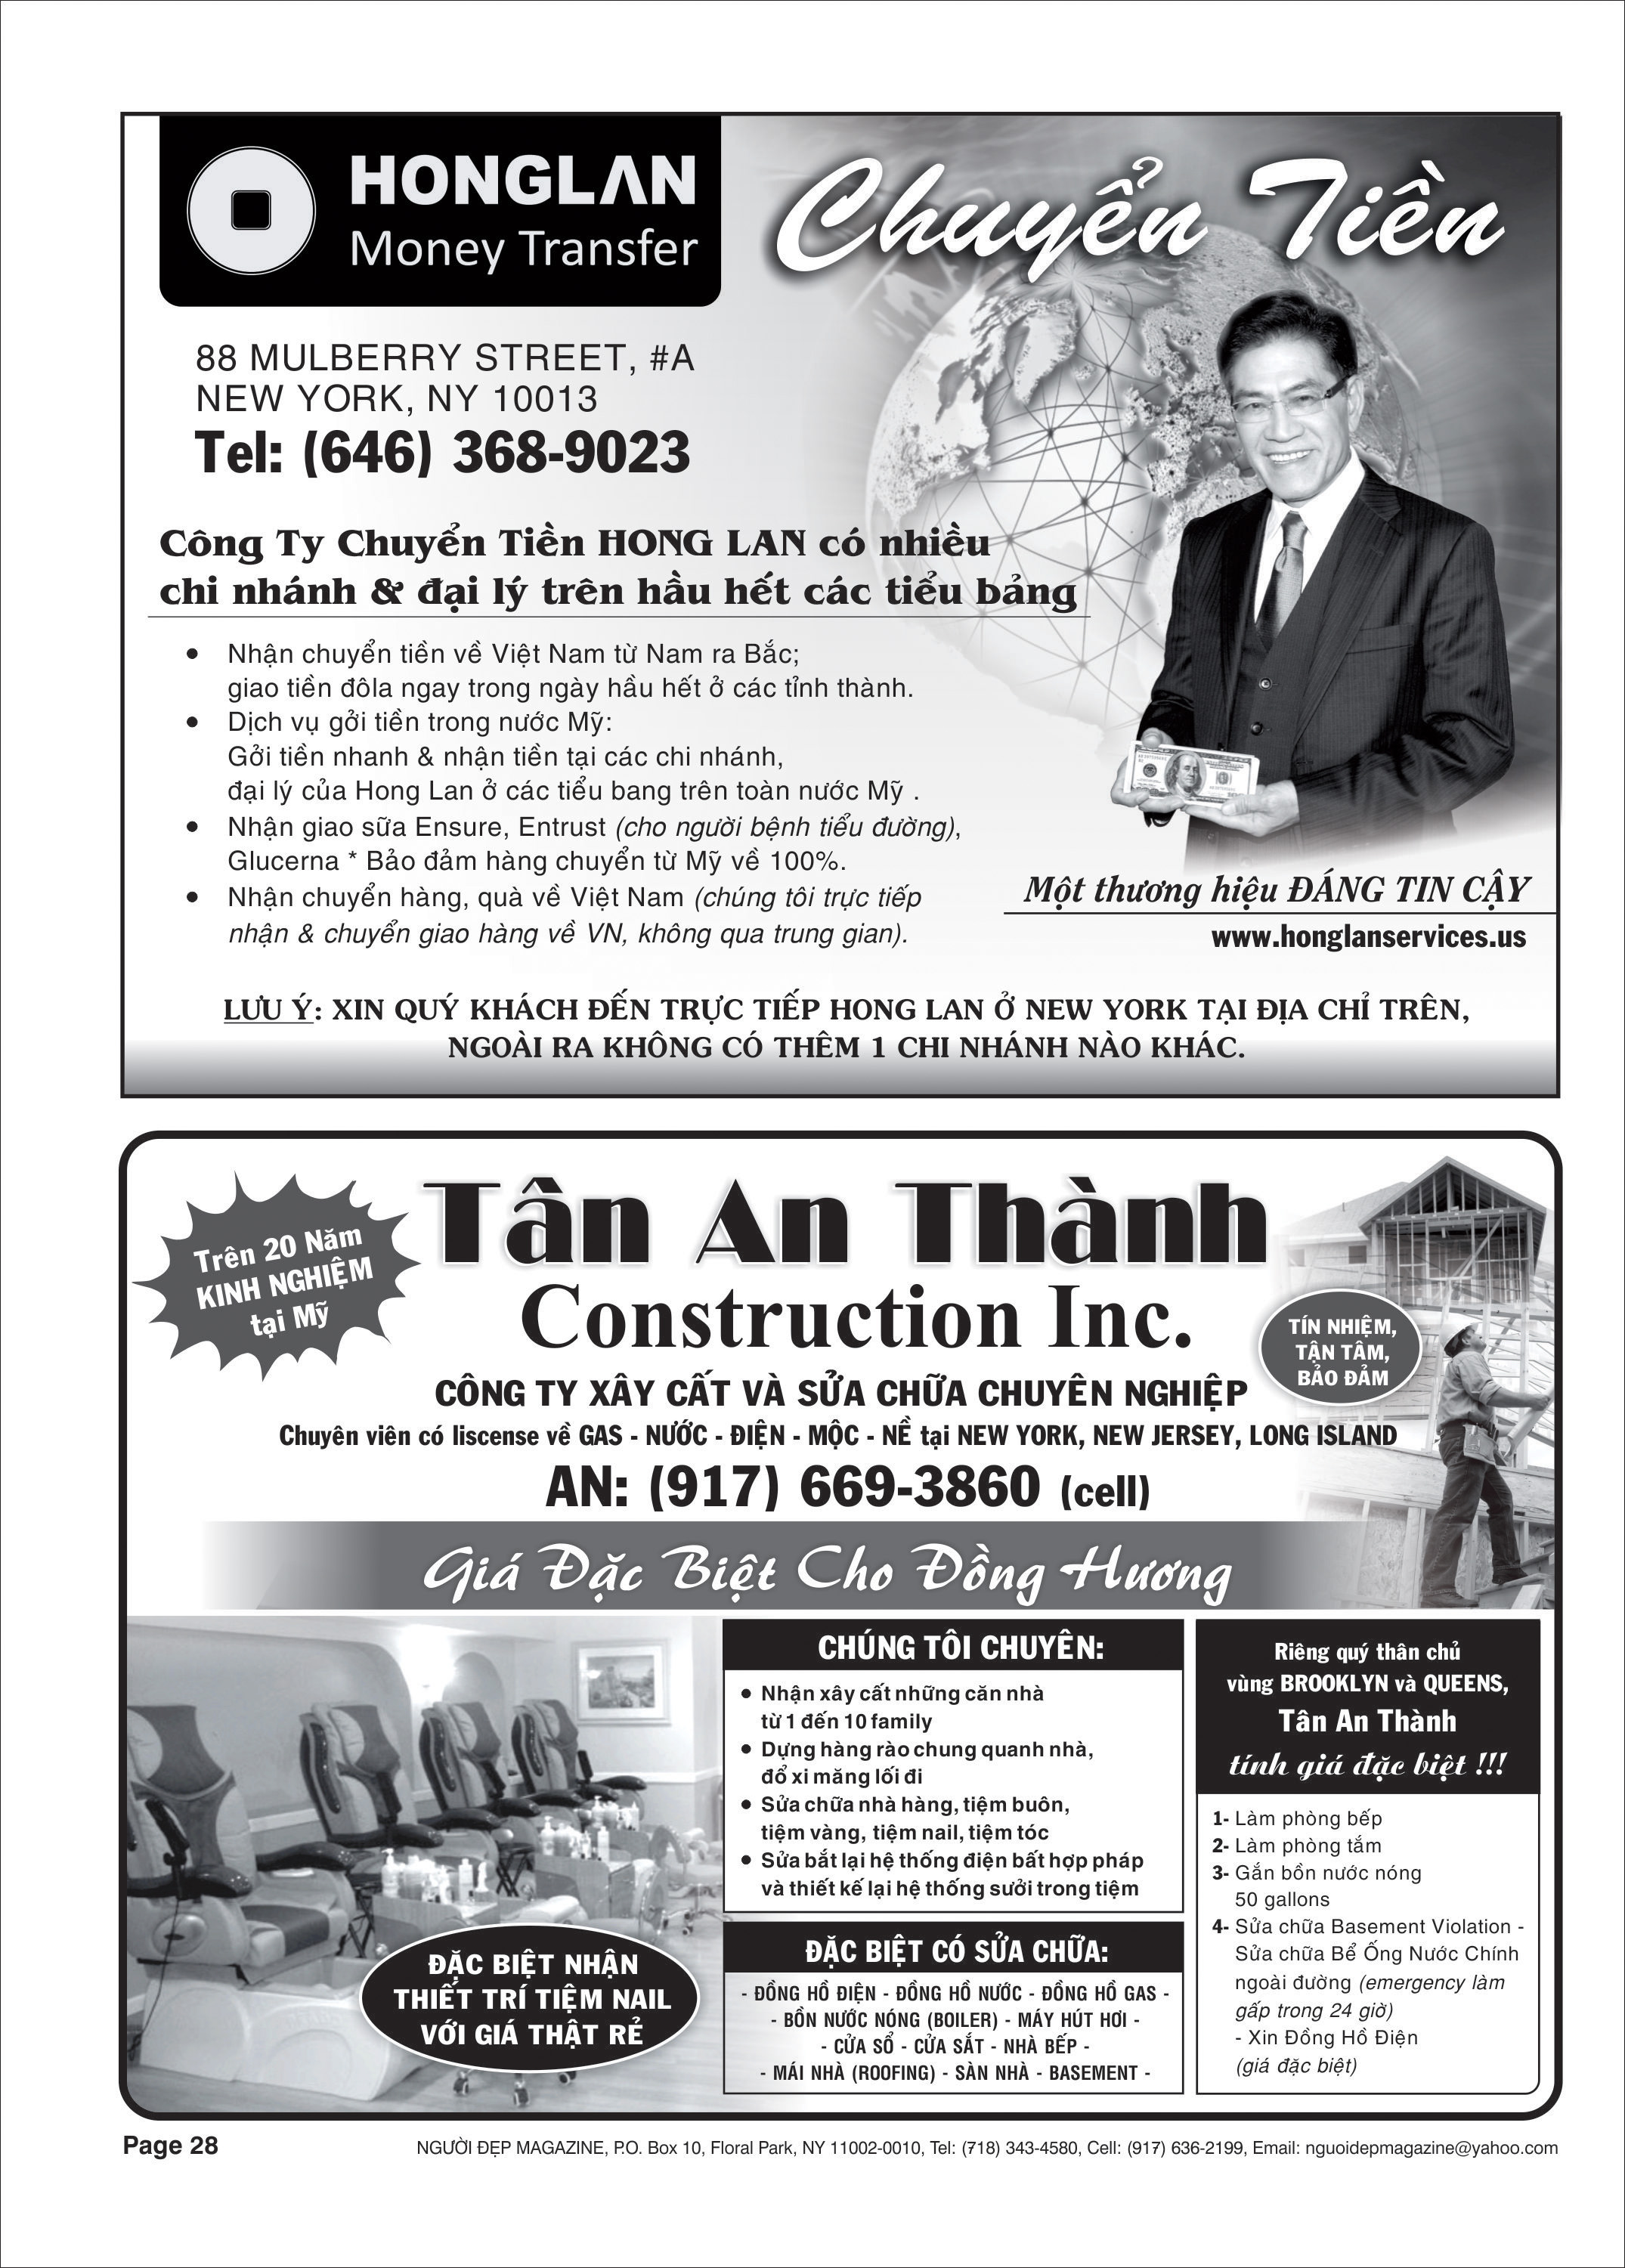 HONGLAN
Money Transfer
Chuyển Tiền
88 MULBERRY STREET, #A
NEW YORK, NY 10013
Tel: (646) 368-9023
Công Ty Chuyển Tiền HONG LAN có nhiều
chi nhánh & đại lý trên hầu hết các tiểu bảng
• Nhận chuyển tiền về Việt Nam từ Nam ra Bắc;
giao tiền đôla ngay trong ngày hầu hết ở các tỉnh thành.
• Dịch vụ gởi tiền trong nước Mỹ:
Gởi tiền nhanh & nhận tiền tại các chi nhánh,
đại lý của Hong Lan ở các tiểu bang trên toàn nước Mỹ .
• Nhận giao sữa Ensure, Entrust (cho người bệnh tiểu đường),
Glucerna * Bảo đảm hàng chuyển từ Mỹ về 100%.
• Nhận chuyển hàng, quà về Việt Nam (chúng tôi trực tiếp
nhận & chuyển giao hàng về VN, không qua trung gian).
Một thương hiệu ĐÁNG TIN CẬY
www.honglanservices.us
LƯU Ý: XIN QUÝ KHÁCH ĐẾN TRỰC TIẾP HONG LAN Ở NEW YORK TẠI ĐỊA CHỈ TRÊN,
NGOÀI RA KHÔNG CÓ THÊM 1 CHI NHÁNH NÀO KHÁC.
Trên 20 Năm
KINH NGHIỆM
tại Mỹ
Tân An Thành
Construction Inc.
TÍN NHIỆM,
TẬN TÂM,
BẢO ĐẢM
CÔNG TY XÂY CẤT VÀ SỬA CHỮA CHUYÊN NGHIỆP
Chuyên viên có liscense về GAS - NƯỚC - ĐIỆN - MỘC - NỀ tại NEW YORK, NEW JERSEY, LONG ISLAND
AN: (917) 669-3860 (cell)
Giá Đặc Biệt Cho Đồng Hương
ĐẶC BIỆT NHẬN
THIẾT TRÍ TIỆM NAIL
VỚI GIÁ THẬT RẺ
CHÚNG TÔI CHUYÊN:
• Nhận xây cất những căn nhà
từ 1 đến 10 family
• Dựng hàng rào chung quanh nhà,
đổ xi măng lối đi
• Sửa chữa nhà hàng, tiệm buôn,
tiệm vàng, tiệm nail, tiệm tóc
• Sửa bắt lại hệ thống điện bất hợp pháp
và thiết kế lại hệ thống sưởi trong tiệm
ĐẶC BIỆT CÓ SỬA CHỮA:
- ĐỒNG HỒ ĐIỆN - ĐỒNG HỒ NƯỚC - ĐỒNG HỒ GAS -
- BỒN NƯỚC NÓNG (BOILER) - MÁY HÚT HƠI -
- CỬA SỔ - CỬA SẮT - NHÀ BẾP -
- MÁI NHÀ (ROOFING) - SÀN NHÀ - BASEMENT -
Riêng quý thân chủ
vùng BROOKLYN và QUEENS,
Tân An Thành
tính giá đặc biệt !!!
1- Làm phòng bếp
2- Làm phòng tắm
3- Gắn bồn nước nóng
50 gallons
4- Sửa chữa Basement Violation -
Sửa chữa Bể Ống Nước Chính
ngoài đường (emergency làm
gấp trong 24 giờ)
- Xin Đồng Hồ Điện
(giá đặc biệt)
Page 28
NGƯỜI ĐẸP MAGAZINE, P.O. Box 10, Floral Park, NY 11002-0010, Tel: (718) 343-4580, Cell: (917) 636-2199, Email: nguoidepmagazine@yahoo.com